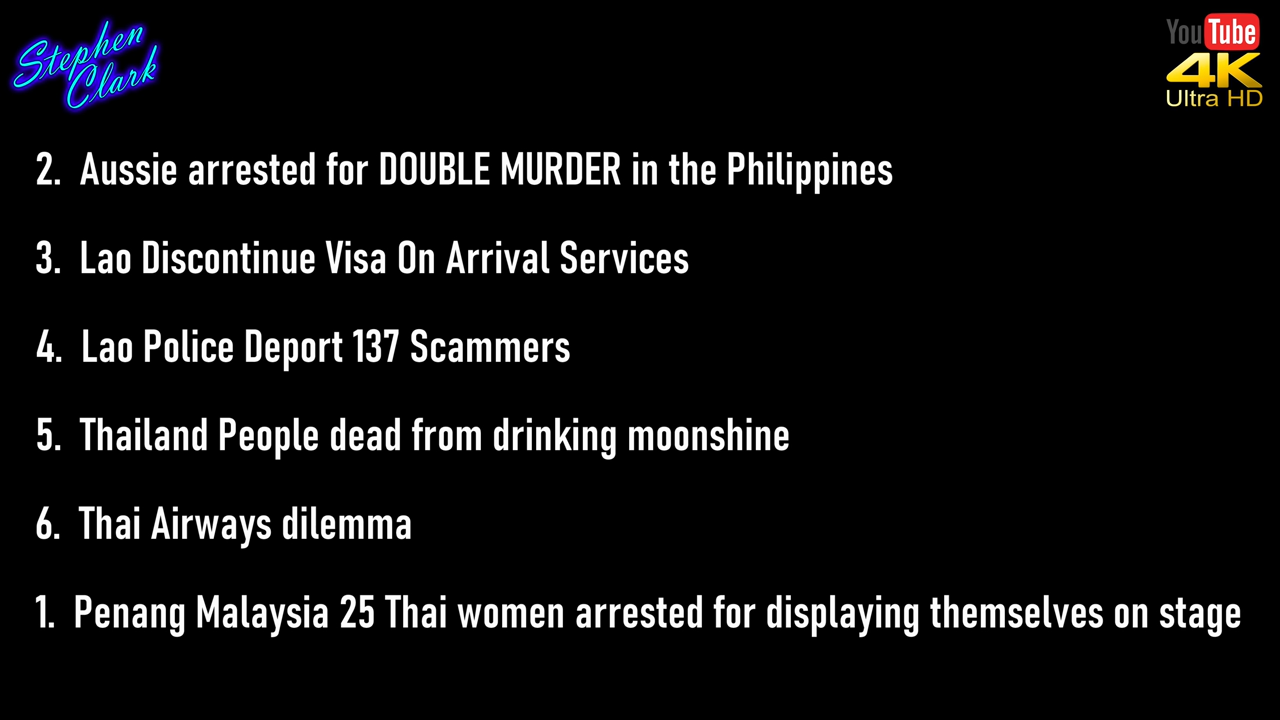 Stephen
Clark
YouTube
4K
Ultra HD
2. Aussie arrested for DOUBLE MURDER in the Philippines
3. Lao Discontinue Visa On Arrival Services
4. Lao Police Deport 137 Scammers
5. Thailand People dead from drinking moonshine
6. Thai Airways dilemma
1. Penang Malaysia 25 Thai women arrested for displaying themselves on stage